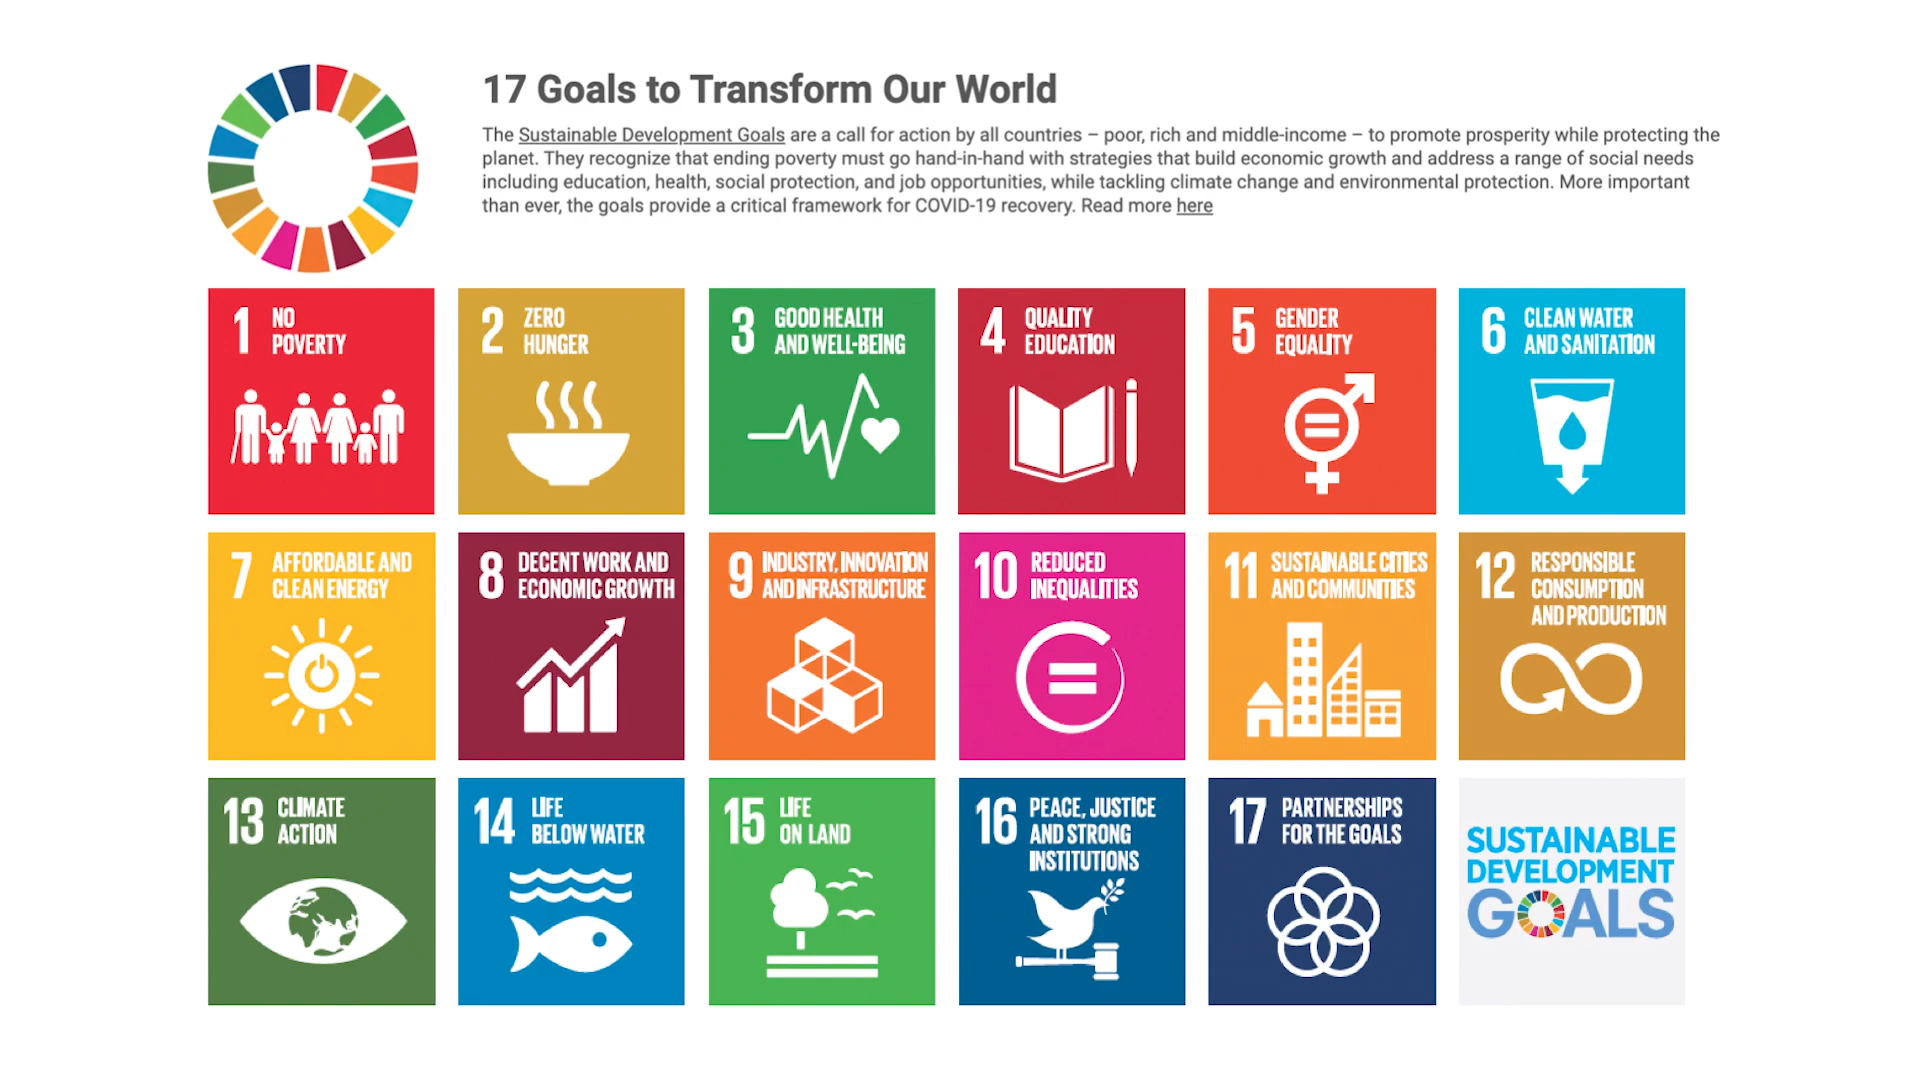 17 Goals to Transform Our World
The Sustainable Development Goals are a call for action by all countries – poor, rich and middle-income – to promote prosperity while protecting the
planet. They recognize that ending poverty must go hand-in-hand with strategies that build economic growth and address a range of social needs
including education, health, social protection, and job opportunities, while tackling climate change and environmental protection. More important
than ever, the goals provide a critical framework for COVID-19 recovery. Read more here
1 NO
POVERTY
2 ZERO
HUNGER
3 GOOD HEALTH
AND WELL-BEING
4 QUALITY
EDUCATION
5 GENDER
EQUALITY
6 CLEAN WATER
AND SANITATION
7 AFFORDABLE AND
CLEAN ENERGY
8 DECENT WORK AND
ECONOMIC GROWTH
9 INDUSTRY, INNOVATION
AND INFRASTRUCTURE
10 REDUCED
INEQUALITIES
11 SUSTAINABLE CITIES
AND COMMUNITIES
12 RESPONSIBLE
CONSUMPTION
AND PRODUCTION
13 CLIMATE
ACTION
14 LIFE
BELOW WATER
15 LIFE
ON LAND
16 PEACE, JUSTICE
AND STRONG
INSTITUTIONS
17 PARTNERSHIPS
FOR THE GOALS
SUSTAINABLE
DEVELOPMENT
GOALS